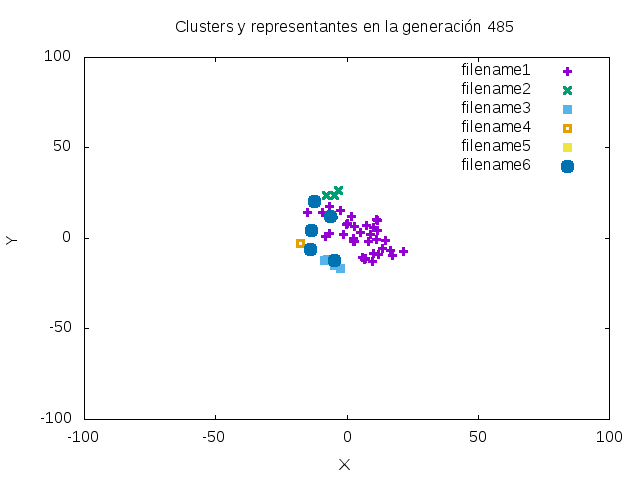 Clusters y representantes en la generación 485
filename1
filename2
filename3
filename4
filename5
filename6
100
50
0
-50
-100
Y
-100 -50 0 50 100
X